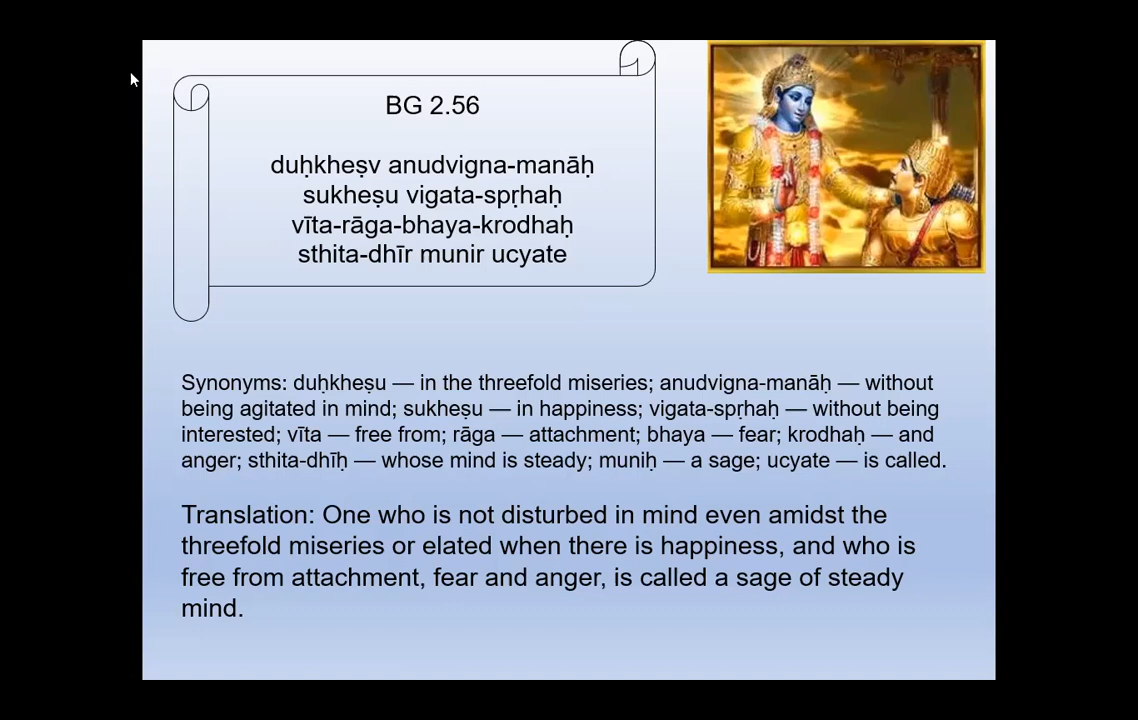 BG 2.56
duḥkheṣv anudvigna-manāḥ
sukheṣu vigata-spṛhaḥ
vīta-rāga-bhaya-krodhaḥ
sthita-dhīr munir ucyate
Synonyms: duḥkheṣu — in the threefold miseries; anudvigna-manāḥ — without
being agitated in mind; sukheṣu — in happiness; vigata-spṛhaḥ — without being
interested; vīta — free from; rāga — attachment; bhaya — fear; krodhaḥ — and
anger; sthita-dhīḥ — whose mind is steady; muniḥ — a sage; ucyate — is called.
Translation: One who is not disturbed in mind even amidst the
threefold miseries or elated when there is happiness, and who is
free from attachment, fear and anger, is called a sage of steady
mind.